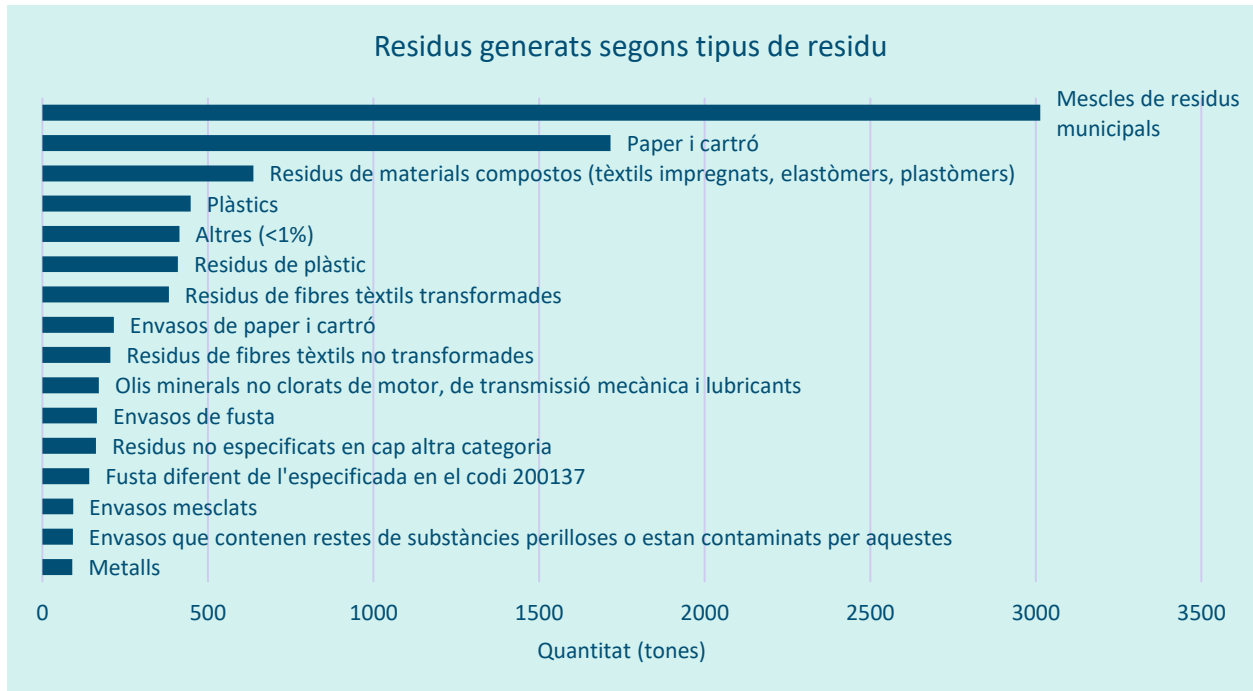 Residus generats segons tipus de residu
Mescles de residus
municipals
Paper i cartró
Residus de materials compostos (tèxtils impregnats, elastòmers, plastòmers)
Plàstics
Altres (<1%)
Residus de plàstic
Residus de fibres tèxtils transformades
Envasos de paper i cartró
Residus de fibres tèxtils no transformades
Olis minerals no clorats de motor, de transmissió mecànica i lubricants
Envasos de fusta
Residus no especificats en cap altra categoria
Fusta diferent de l'especificada en el codi 200137
Envasos mesclats
Envasos que contenen restes de substàncies perilloses o estan contaminats per aquestes
Metalls
0 500 1000 1500 2000 2500 3000 3500
Quantitat (tones)